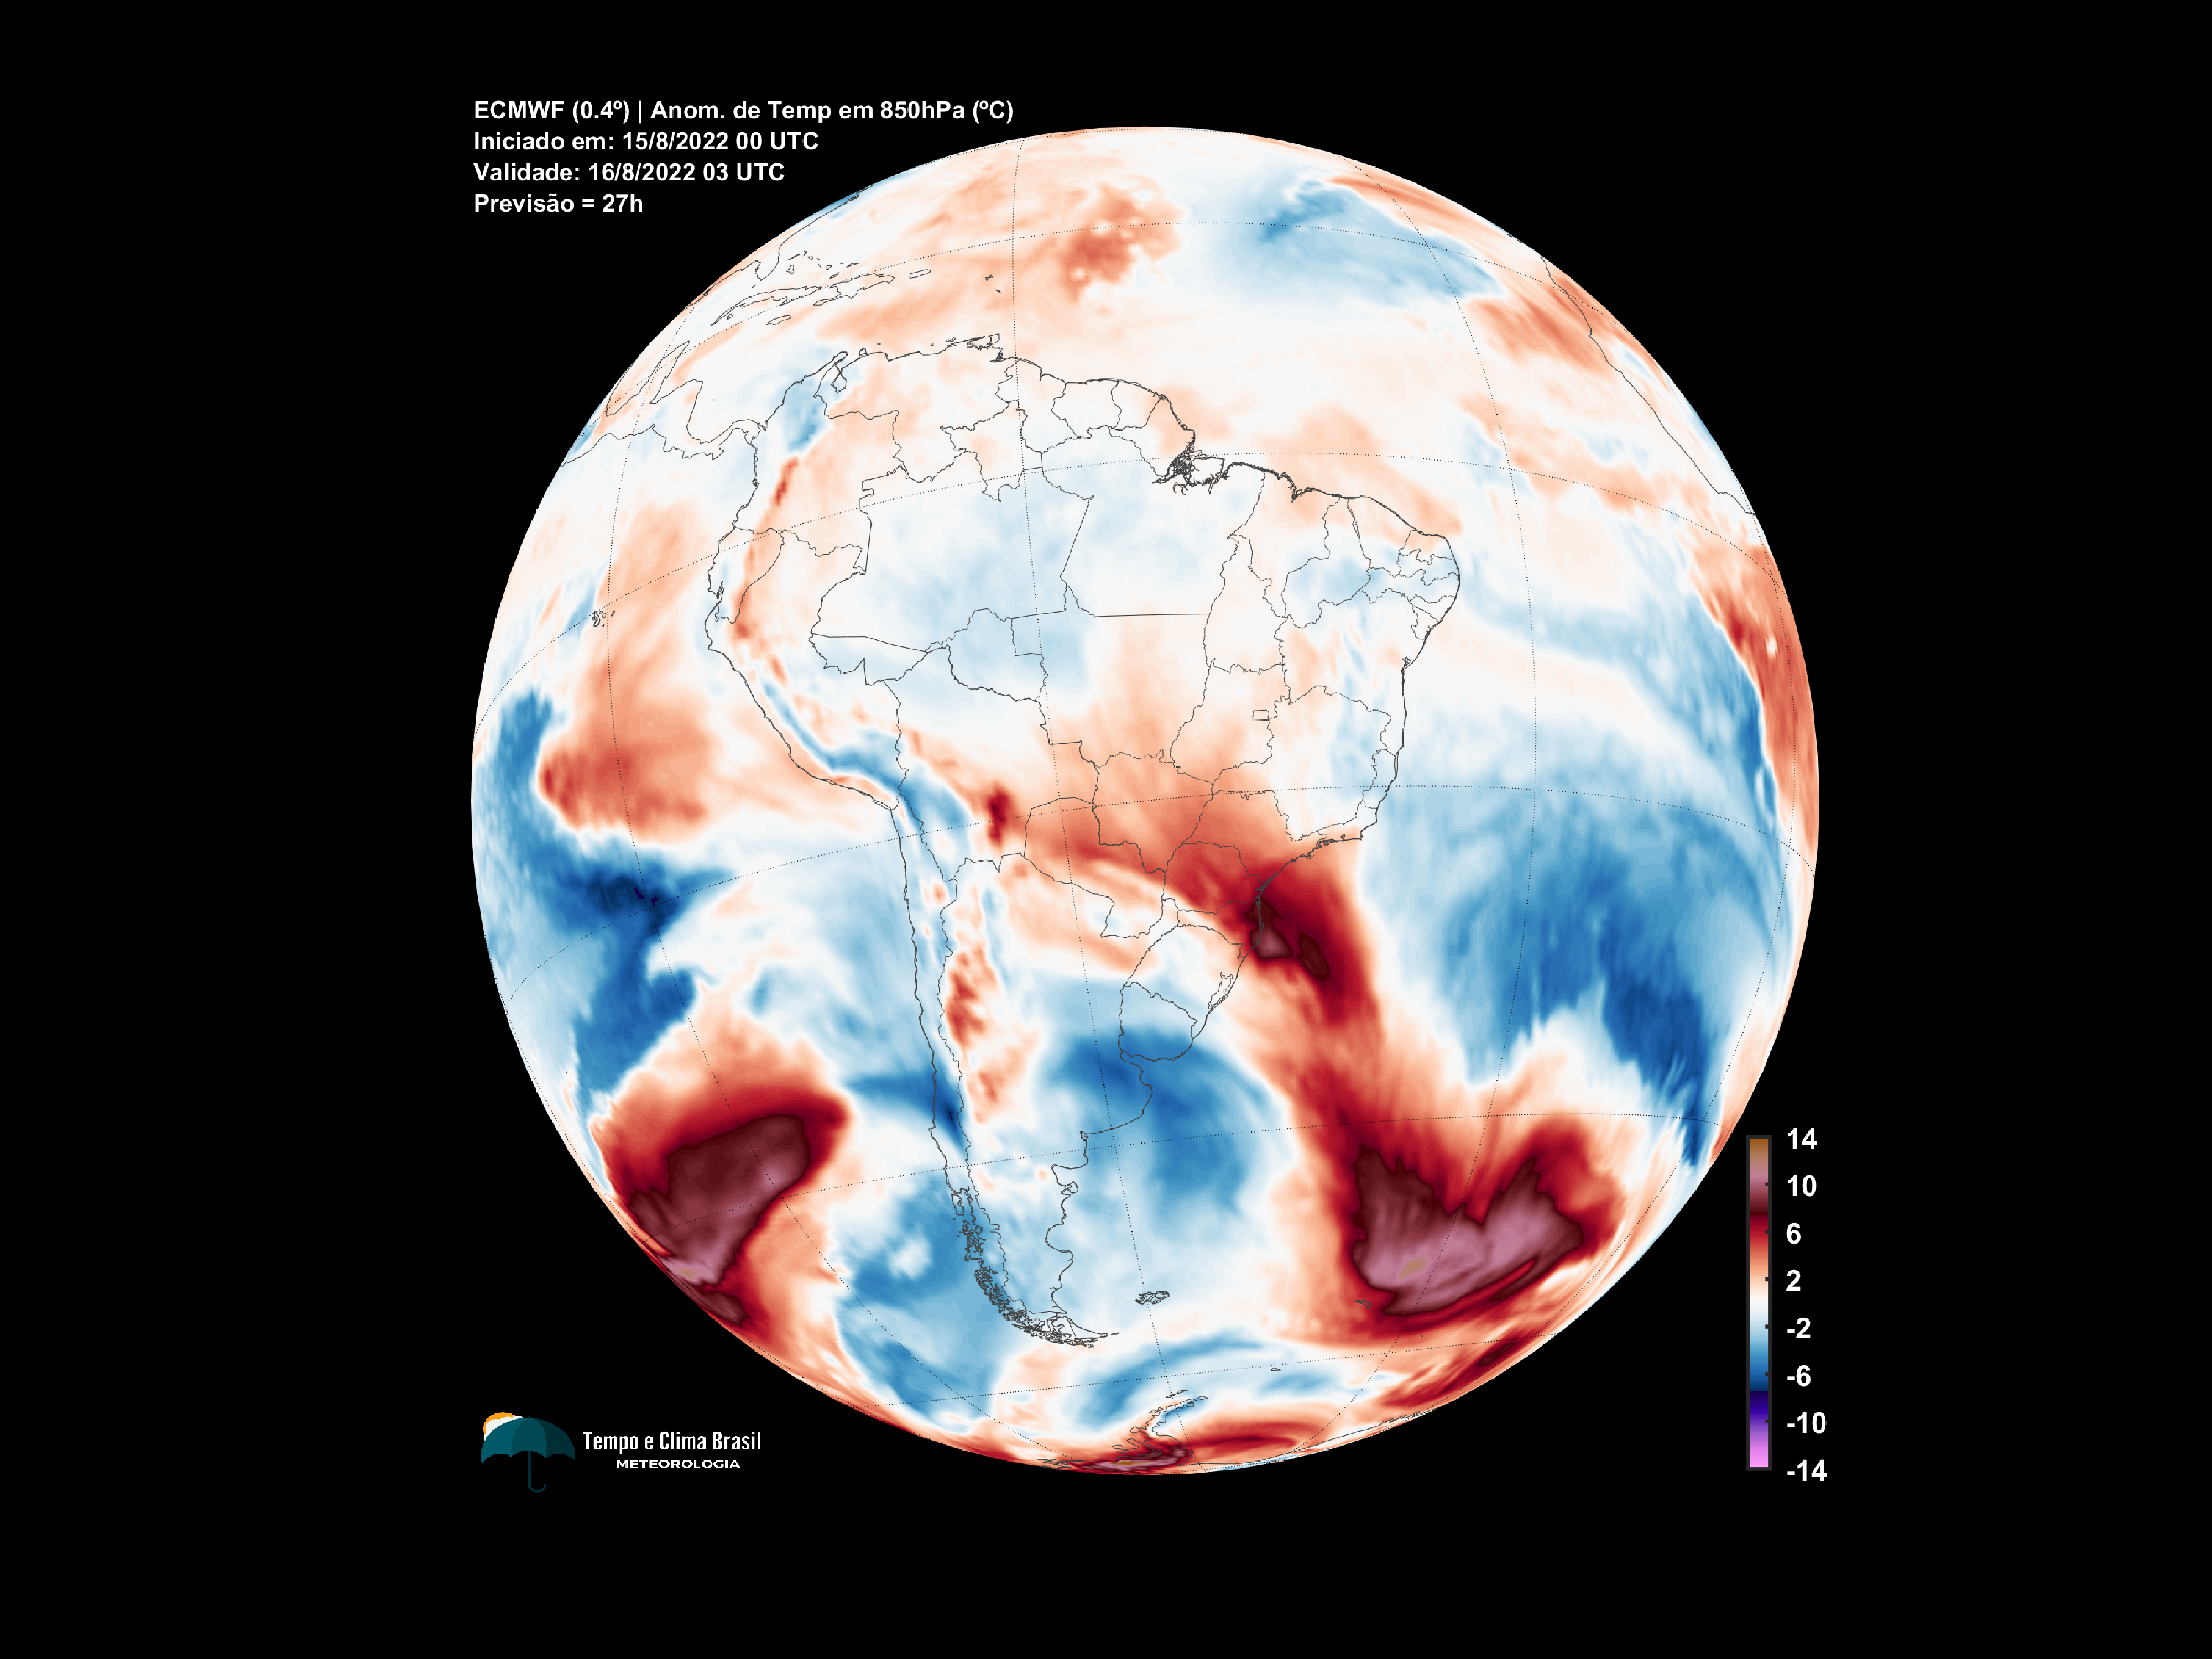 ECMWF (0.4º) | Anom. de Temp em 850hPa (ºC)
Iniciado em: 15/8/2022 00 UTC
Validade: 16/8/2022 03 UTC
Previsão = 27h
14
10
6
2
-2
-6
-10
-14
Tempo e Clima Brasil
METEOROLOGIA